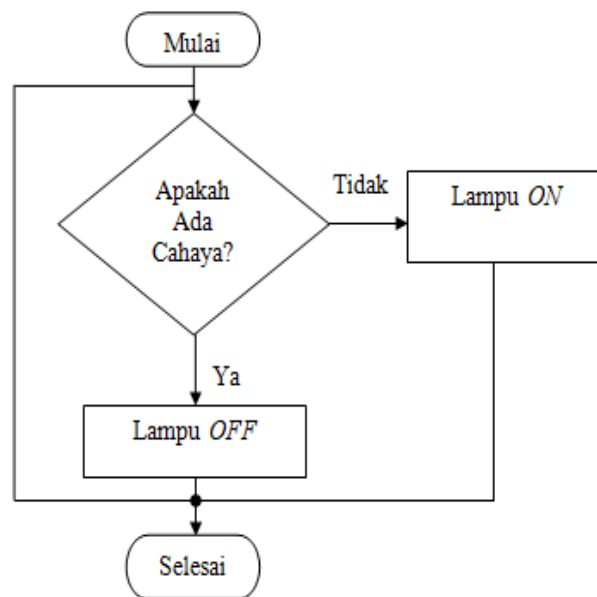 Mulai
Apakah
Ada
Cahaya?
Tidak
Lampu ON
Ya
Lampu OFF
Selesai